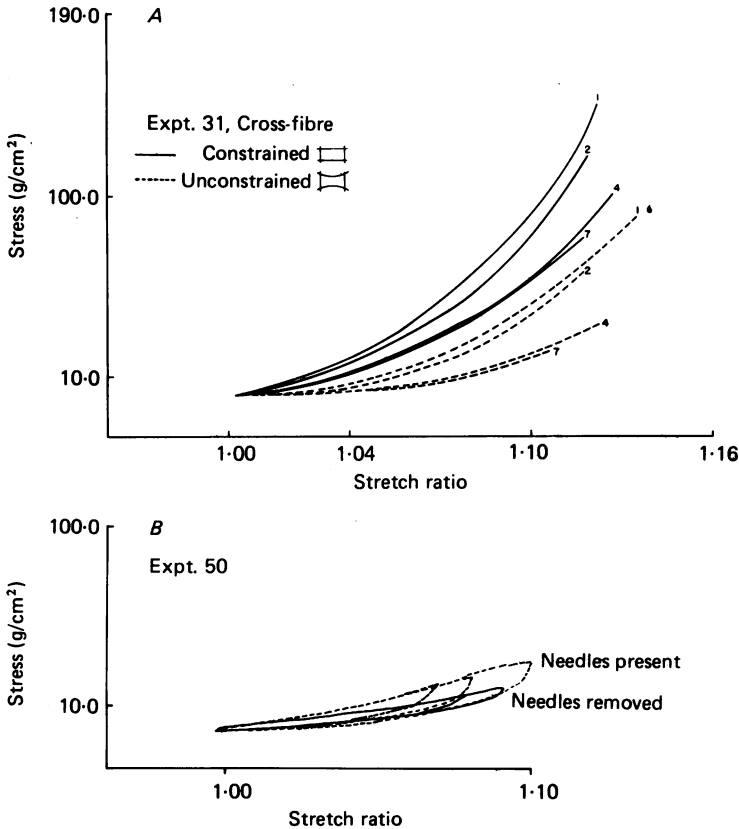 190·0
A
Expt. 31, Cross-fibre
Constrained
Unconstrained
Stress (g/cm²)
100·0
10·0
1
2
4
7
1 6
2
4
7
1·00
1·04
1·10
1·16
Stretch ratio
100·0
B
Expt. 50
Stress (g/cm²)
Needles present
10·0
Needles removed
1·00
1·10
Stretch ratio